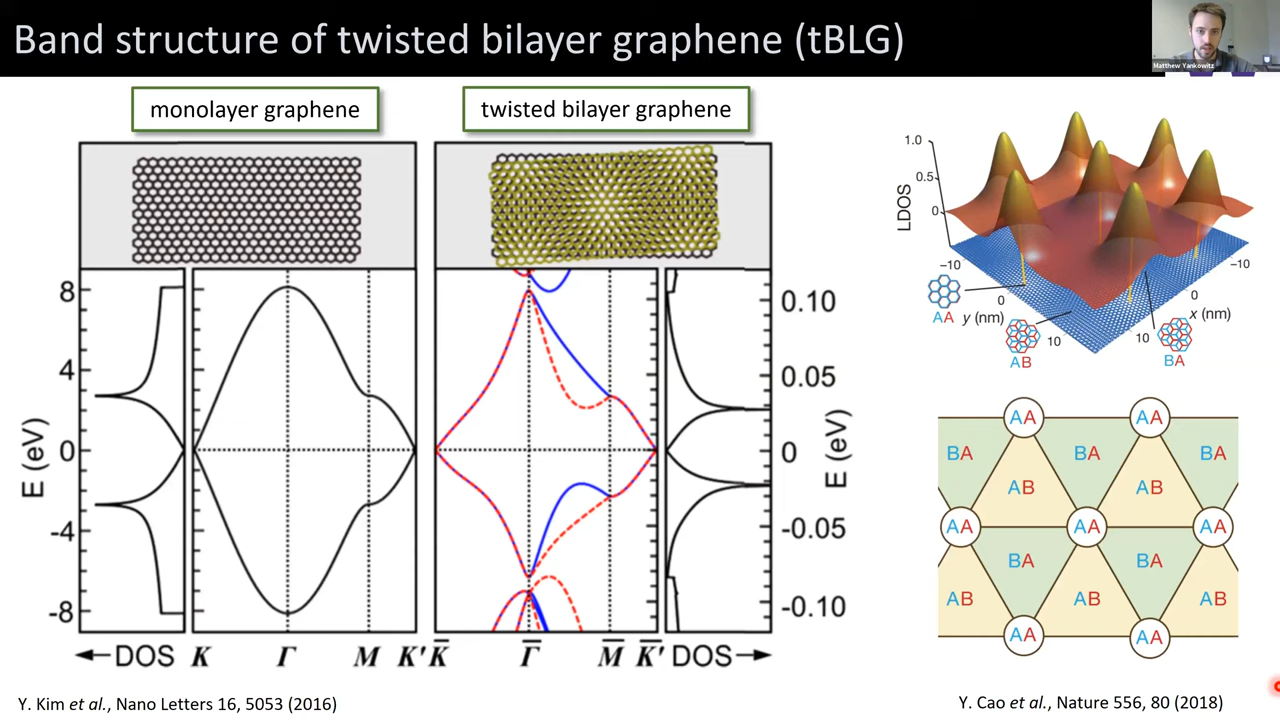 Band structure of twisted bilayer graphene (tBLG)
Matthew Yankowitz
monolayer graphene
twisted bilayer graphene
8
4
0
-4
-8
E (eV)
DOS
K
Γ
M
K'
K̅
Γ̅
M̅
K̅'
DOS
0.10
0.05
0
-0.05
-0.10
E (eV)
Y. Kim et al., Nano Letters 16, 5053 (2016)
1.0
0.5
0
LDOS
−10
0
10
y (nm)
−10
0
10
x (nm)
AA
AB
BA
AA AA
BA BA BA
AB AB
AA AA AA
BA BA
AB AB AB
AA AA
Y. Cao et al., Nature 556, 80 (2018)